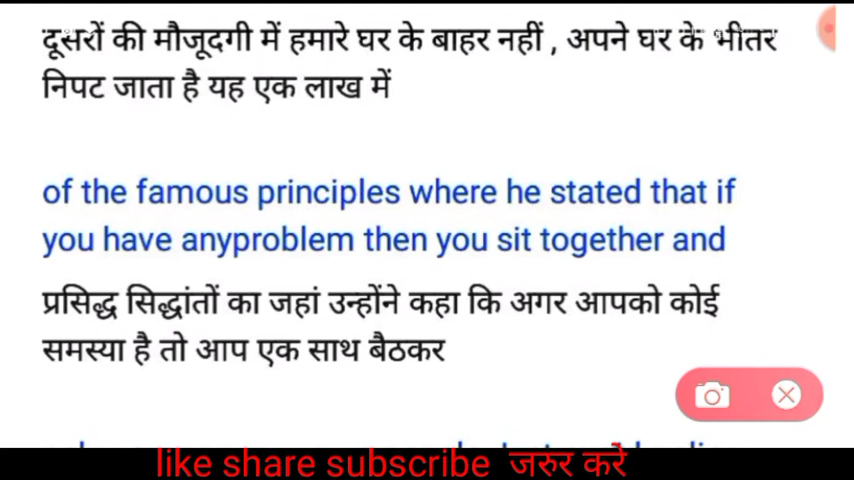 दूसरों की मौजूदगी में हमारे घर के बाहर नहीं , अपने घर के भीतर
निपट जाता है यह एक लाख में
of the famous principles where he stated that if
you have anyproblem then you sit together and
प्रसिद्ध सिद्धांतों का जहां उन्होंने कहा कि अगर आपको कोई
समस्या है तो आप एक साथ बैठकर
like share subscribe जरुर करें